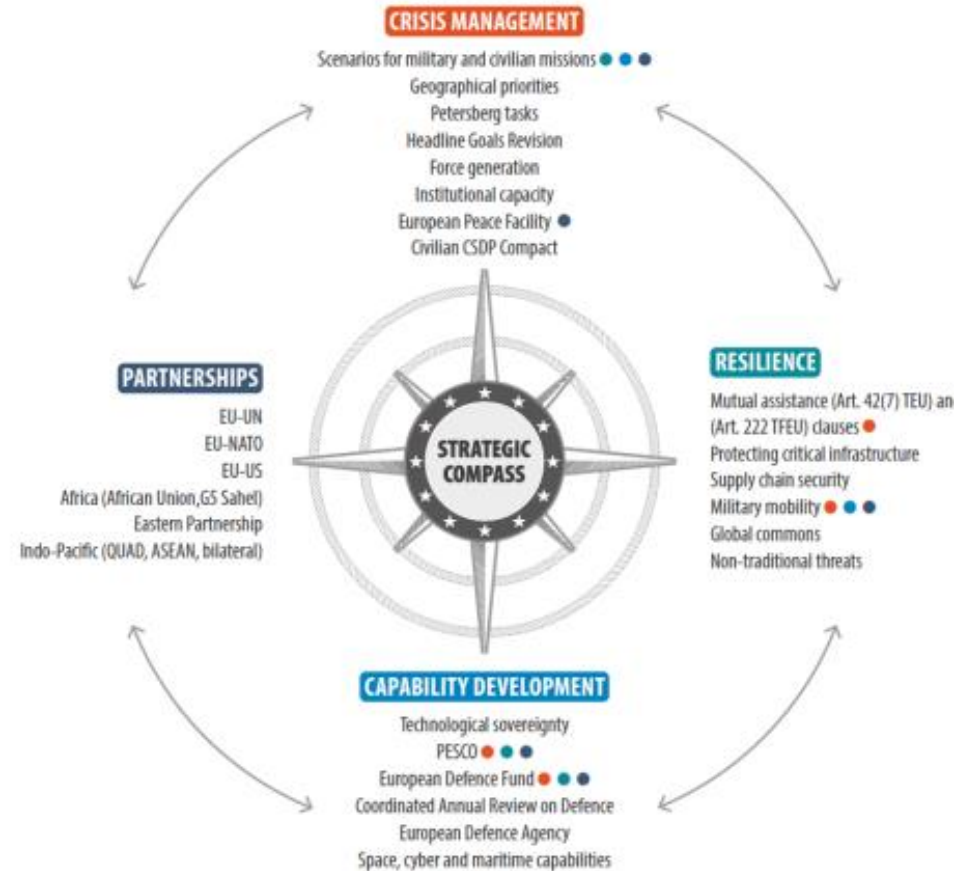 CRISIS MANAGEMENT
Scenarios for military and civilian missions
Geographical priorities
Petersberg tasks
Headline Goals Revision
Force generation
Institutional capacity
European Peace Facility
Civilian CSDP Compact
PARTNERSHIPS
EU-UN
EU-NATO
EU-US
Africa (African Union,G5 Sahel)
Eastern Partnership
Indo-Pacific (QUAD, ASEAN, bilateral)
STRATEGIC
COMPASS
RESILIENCE
Mutual assistance (Art. 42(7) TEU) an
(Art. 222 TFEU) clauses
Protecting critical infrastructure
Supply chain security
Military mobility
Global commons
Non-traditional threats
CAPABILITY DEVELOPMENT
Technological sovereignty
PESCO
European Defence Fund
Coordinated Annual Review on Defence
European Defence Agency
Space, cyber and maritime capabilities